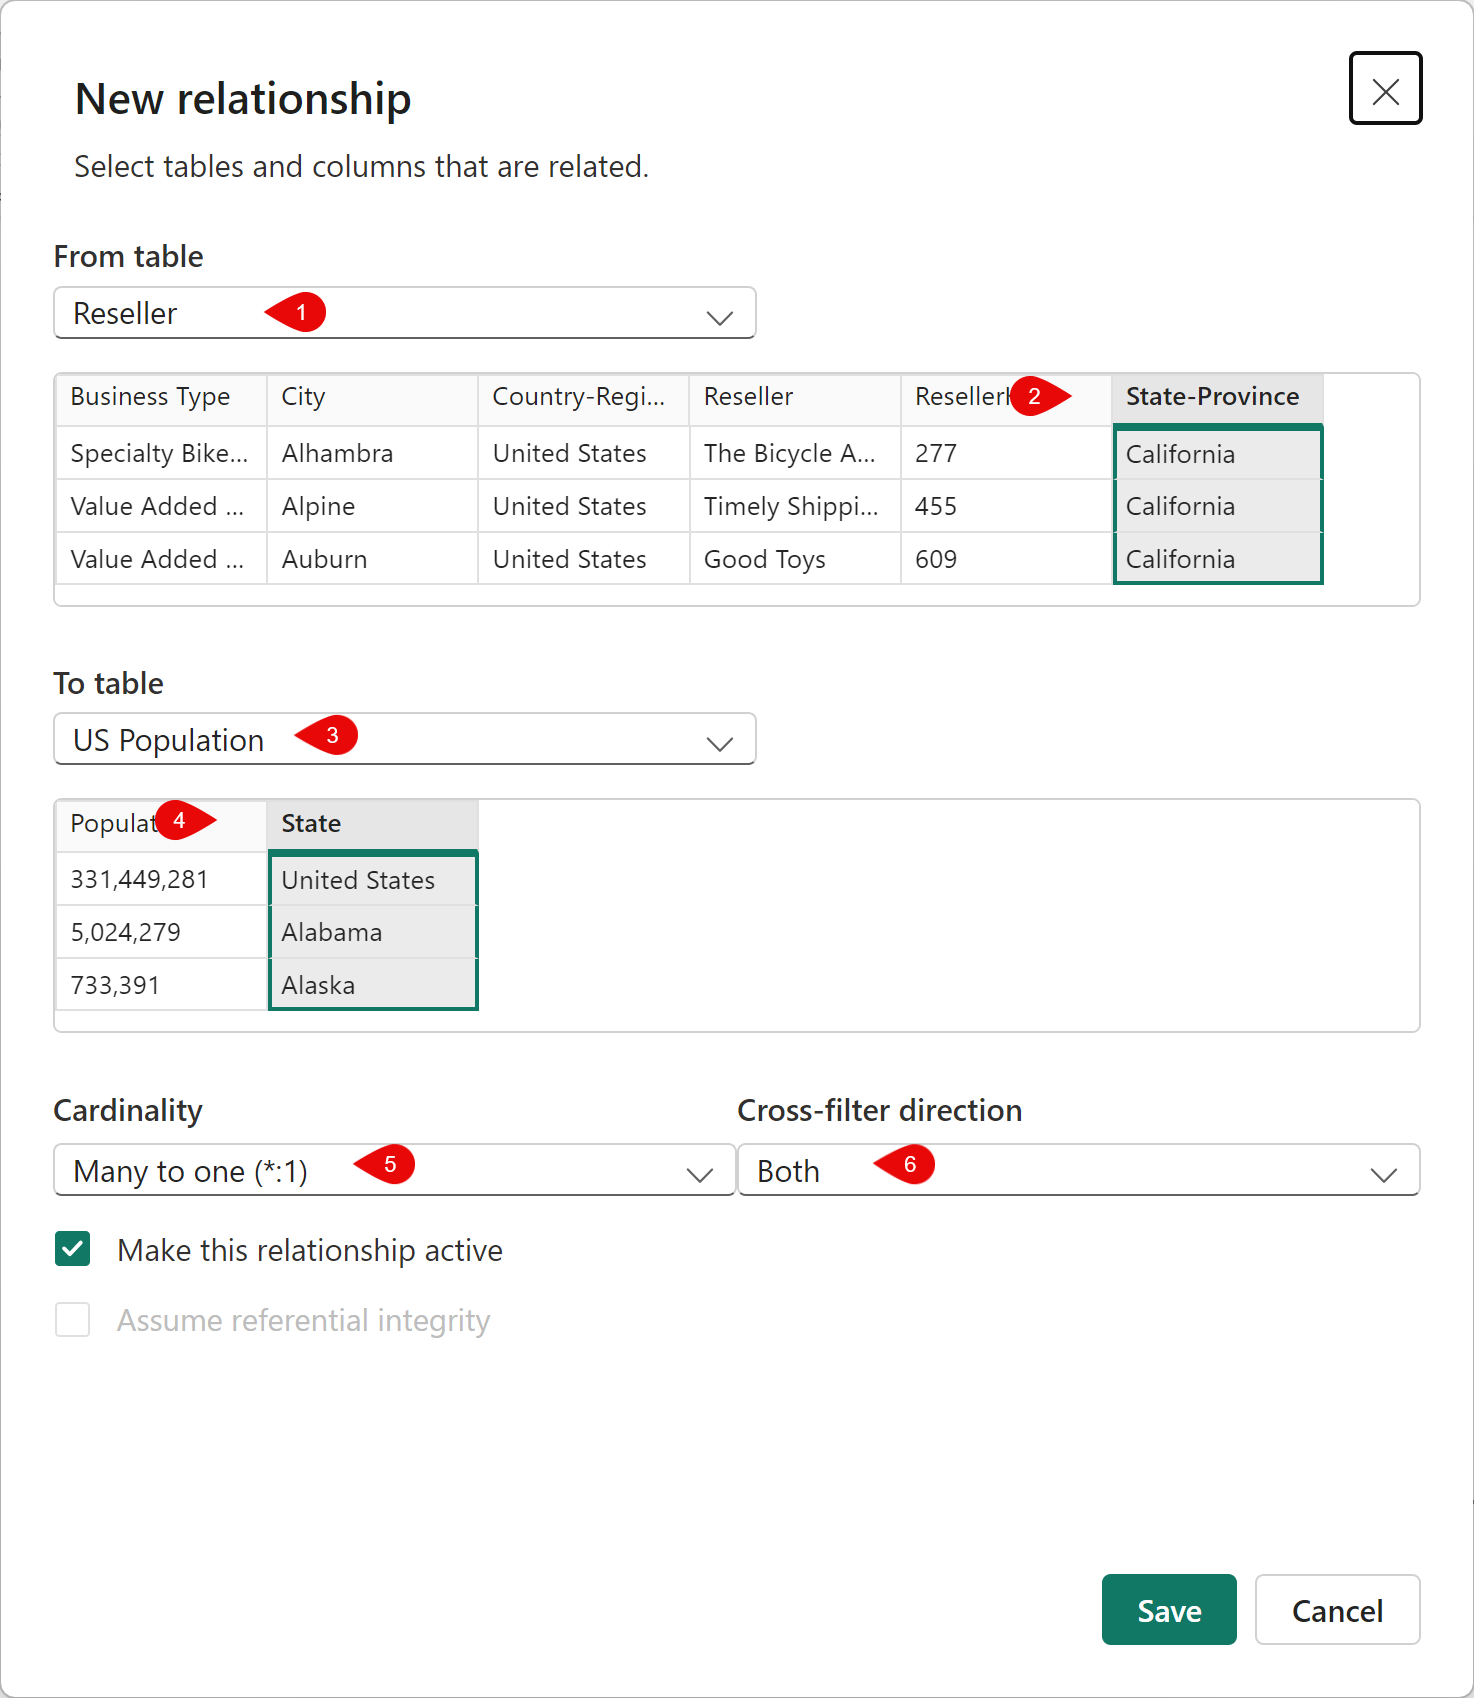 New relationship
Select tables and columns that are related.
From table
Reseller 1
Business Type City Country-Regi... Reseller Reseller 2 State-Province
Specialty Bike... Alhambra United States The Bicycle A... 277 California
Value Added ... Alpine United States Timely Shippi... 455 California
Value Added ... Auburn United States Good Toys 609 California
To table
US Population 3
Populat 4 State
331,449,281 United States
5,024,279 Alabama
733,391 Alaska
Cardinality Cross-filter direction
Many to one (*:1) 5 Both 6
Make this relationship active
Assume referential integrity
Save Cancel